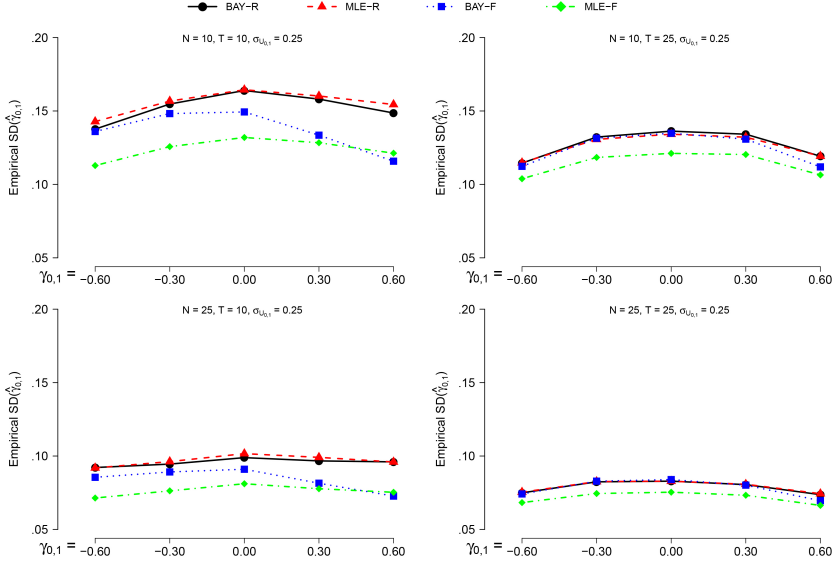 BAY−R MLE−R BAY−F MLE−F
N = 10, T = 10, σU0,1 = 0.25
Empirical SD(γ̂0,1)
.20
.15
.10
.05
γ0,1 = −0.60 −0.30 0.00 0.30 0.60
N = 10, T = 25, σU0,1 = 0.25
Empirical SD(γ̂0,1)
.20
.15
.10
.05
γ0,1 = −0.60 −0.30 0.00 0.30 0.60
N = 25, T = 10, σU0,1 = 0.25
Empirical SD(γ̂0,1)
.20
.15
.10
.05
γ0,1 = −0.60 −0.30 0.00 0.30 0.60
N = 25, T = 25, σU0,1 = 0.25
Empirical SD(γ̂0,1)
.20
.15
.10
.05
γ0,1 = −0.60 −0.30 0.00 0.30 0.60